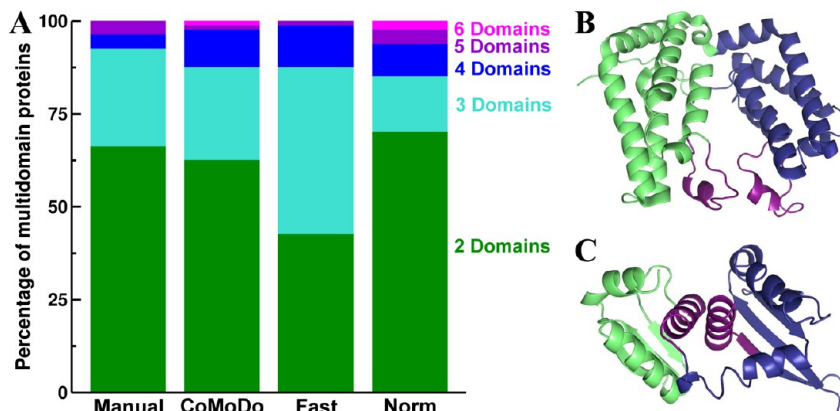 A
B
C
Percentage of multidomain proteins
100
75
50
25
0
6 Domains
5 Domains
4 Domains
3 Domains
2 Domains
Manual CoMoDo Fast Norm